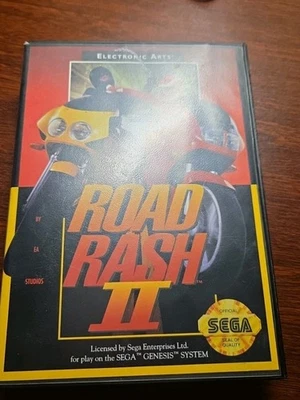 ELECTRONIC ARTS
ROAD
RASH™
II
BY
EA
STUDIOS
OFFICIAL
SEGA
SEAL OF
QUALITY
Licensed by Sega Enterprises Ltd.
for play on the SEGA™ GENESIS™ SYSTEM